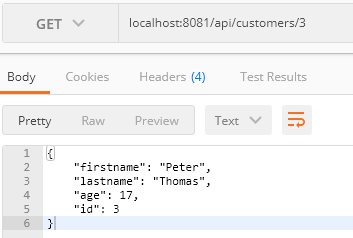 GET localhost:8081/api/customers/3
Body Cookies Headers (4) Test Results
Pretty Raw Preview Text
1 {
2 "firstname": "Peter",
3 "lastname": "Thomas",
4 "age": 17,
5 "id": 3
6 }